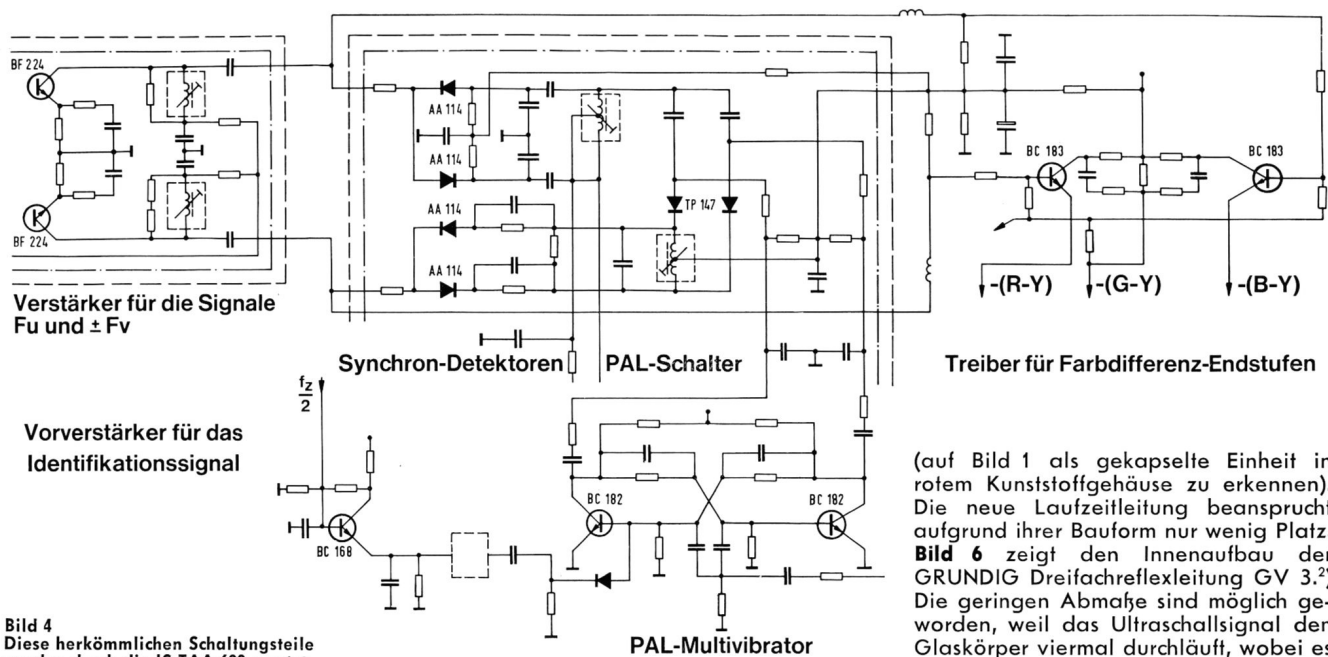 BF 224
BF 224
Verstärker für die Signale
Fu und ± Fv
AA 114
AA 114
AA 114
AA 114
TP 147
Synchron-Detektoren
PAL-Schalter
BC 183
BC 183
-(R-Y)
-(G-Y)
-(B-Y)
Treiber für Farbdifferenz-Endstufen
fz
2
Vorverstärker für das
Identifikationssignal
BC 168
BC 182
BC 182
PAL-Multivibrator
Bild 4
Diese herkömmlichen Schaltungsteile
(auf Bild 1 als gekapselte Einheit in
rotem Kunststoffgehäuse zu erkennen)
Die neue Laufzeitleitung beansprucht
aufgrund ihrer Bauform nur wenig Platz
Bild 6 zeigt den Innenaufbau der
GRUNDIG Dreifachreflexleitung GV 3.²)
Die geringen Abmaße sind möglich ge-
worden, weil das Ultraschallsignal den
Glaskörper viermal durchläuft, wobei es